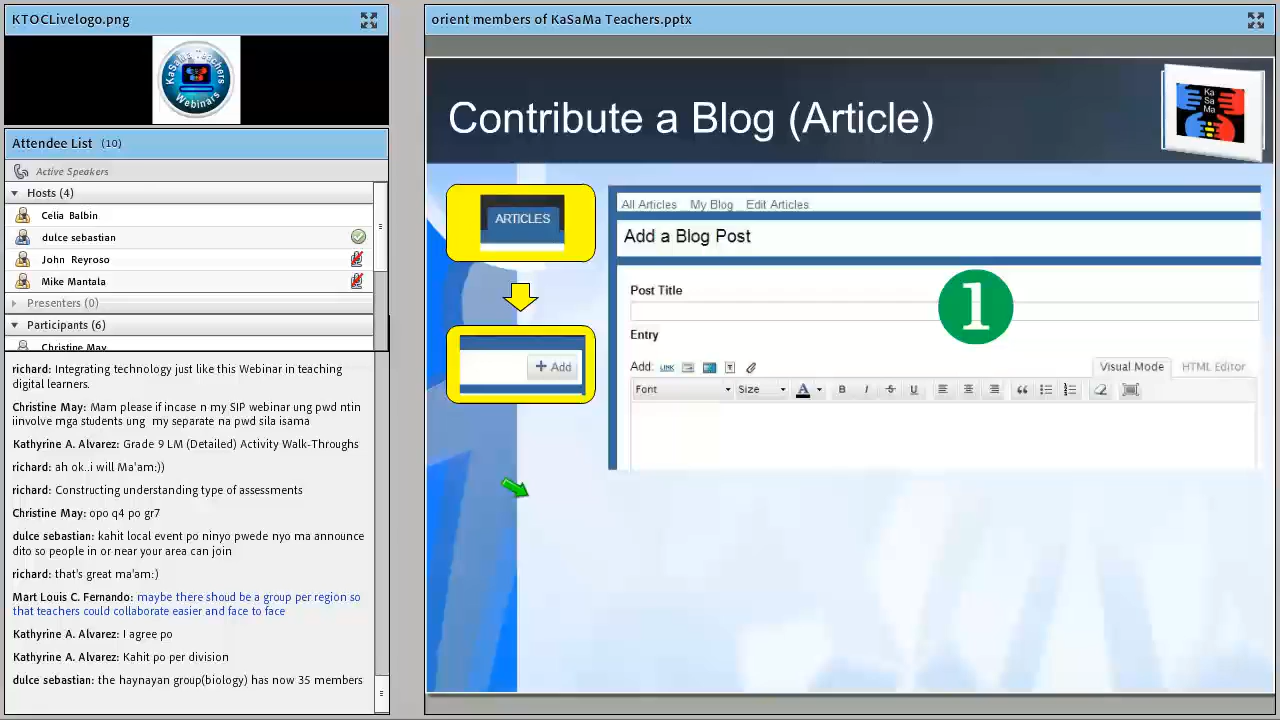 KTOCLivelogo.png
KaSaMa Teachers
Webinars
Attendee List (10)
Active Speakers
Hosts (4)
Celia Balbin
dulce sebastian
John Reyroso
Mike Mantala
Presenters (0)
Participants (6)
Christine May
richard: Integrating technology just like this Webinar in teaching
digital learners.
Christine May: Mam please if incase n my SIP webinar ung pwd ntin
iinvolve mga students ung my separate na pwd sila isama
Kathyrine A. Alvarez: Grade 9 LM (Detailed) Activity Walk-Throughs
richard: ah ok..i will Ma'am:))
richard: Constructing understanding type of assessments
Christine May: opo q4 po gr7
dulce sebastian: kahit local event po ninyo pwede nyo ma announce
dito so people in or near your area can join
richard: that's great ma'am:)
Mart Louis C. Fernando: maybe there shoud be a group per region so
that teachers could collaborate easier and face to face
Kathyrine A. Alvarez: I agree po
Kathyrine A. Alvarez: Kahit po per division
dulce sebastian: the haynayan group(biology) has now 35 members
orient members of KaSaMa Teachers.pptx
Contribute a Blog (Article)
Ka
Sa
Ma
ARTICLES
+ Add
All Articles My Blog Edit Articles
Add a Blog Post
Post Title
1
Entry
Add: LINK T
Visual Mode HTML Editor
Font Size A B I S U